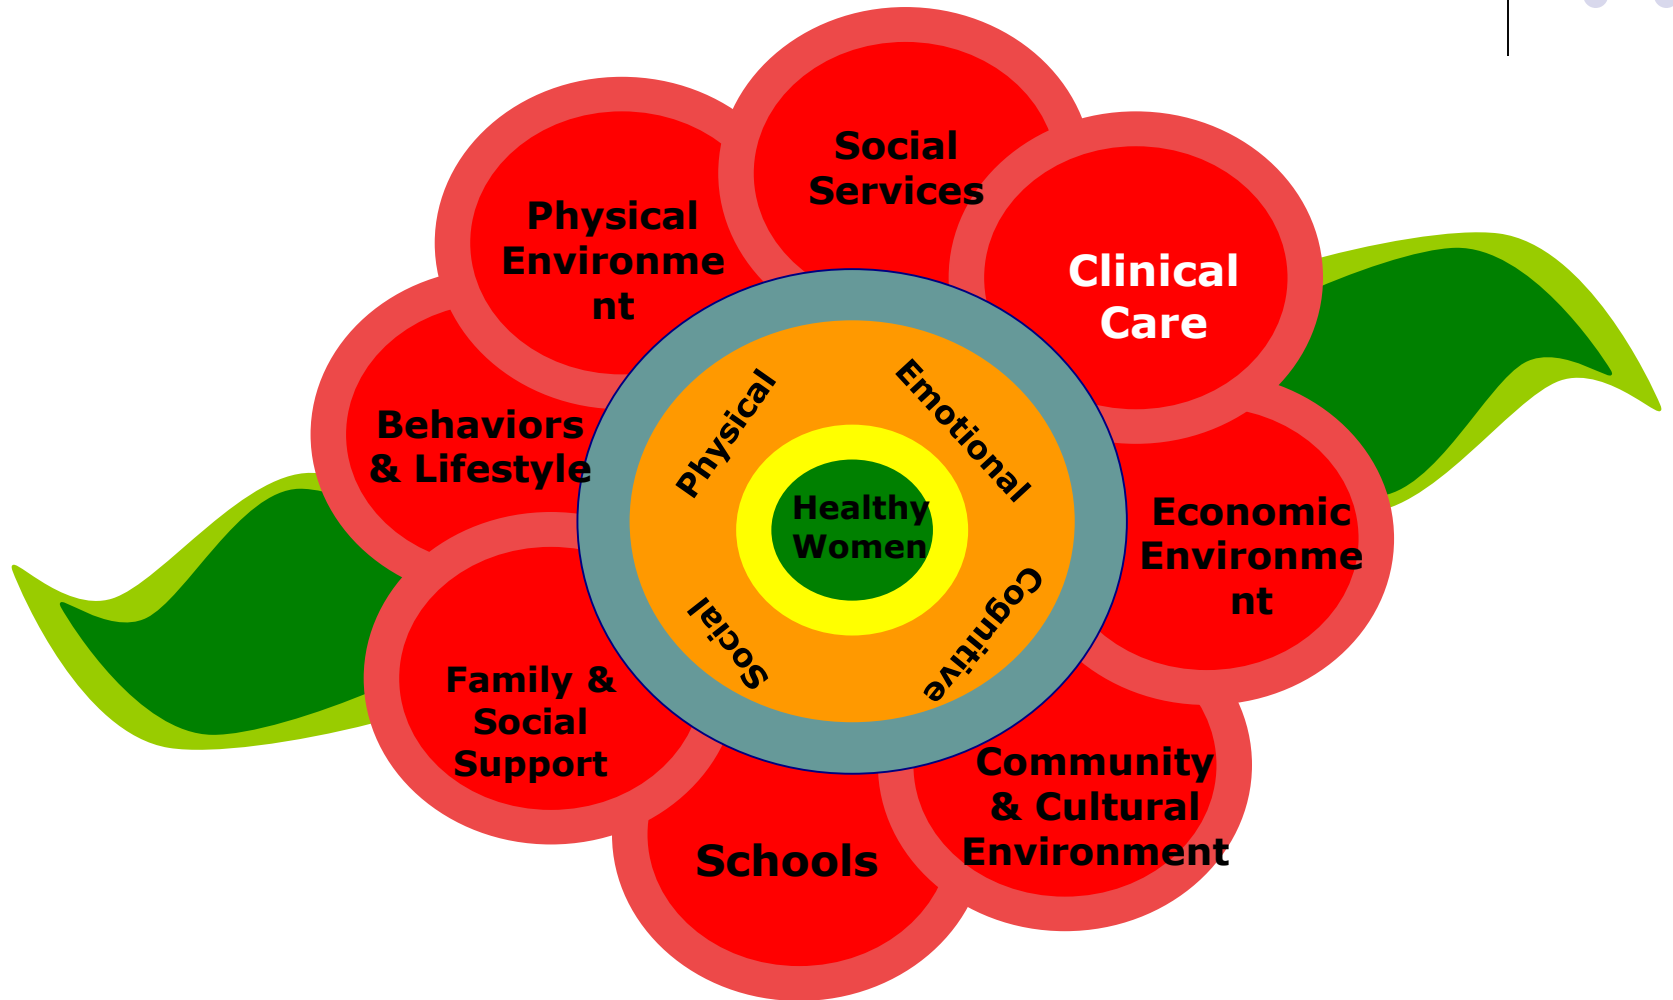 Social
Services
Physical
Environme
nt
Clinical
Care
Behaviors
& Lifestyle
Physical
Emotional
Healthy
Women
Economic
Environme
nt
Social
Cognitive
Family &
Social
Support
Community
& Cultural
Environment
Schools